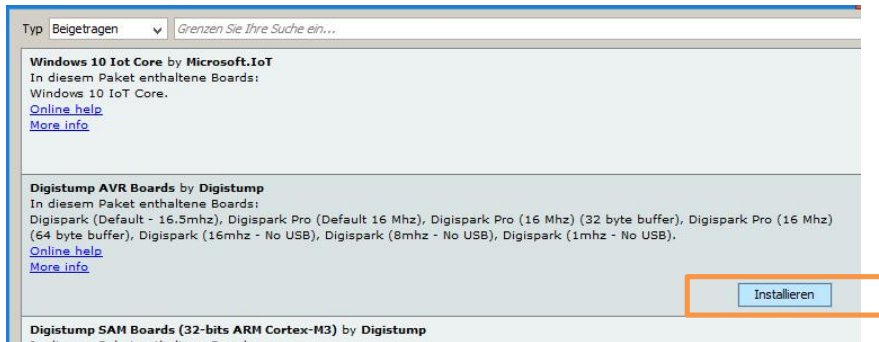 Typ Beigetragen Grenzen Sie Ihre Suche ein...
Windows 10 Iot Core by Microsoft.IoT
In diesem Paket enthaltene Boards:
Windows 10 IoT Core.
Online help
More info
Digistump AVR Boards by Digistump
In diesem Paket enthaltene Boards:
Digispark (Default - 16.5mhz), Digispark Pro (Default 16 Mhz), Digispark Pro (16 Mhz) (32 byte buffer), Digispark Pro (16 Mhz)
(64 byte buffer), Digispark (16mhz - No USB), Digispark (8mhz - No USB), Digispark (1mhz - No USB).
Online help
More info
Installieren
Digistump SAM Boards (32-bits ARM Cortex-M3) by Digistump